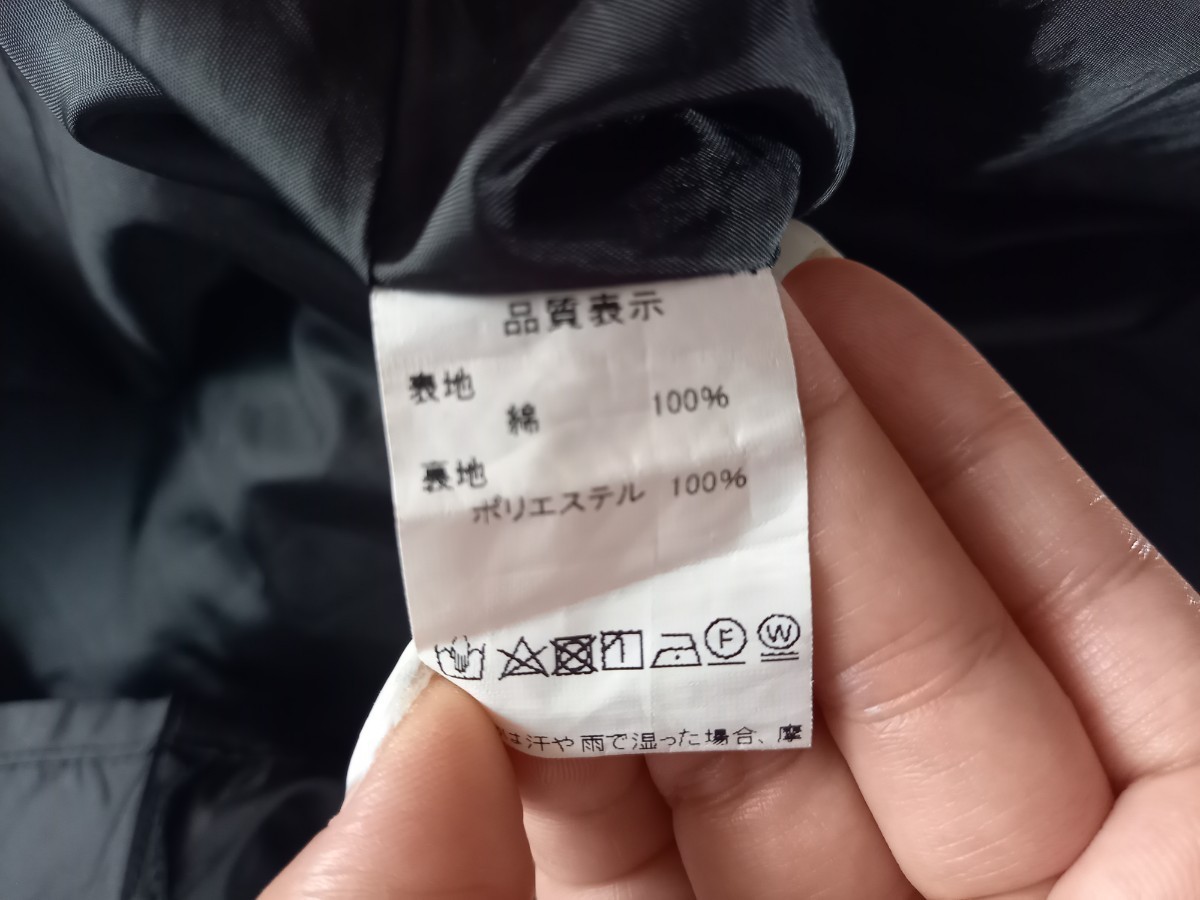 品質表示
表地
綿 100%
裏地
ポリエステル 100%
F W
は汗や雨で湿った場合、摩